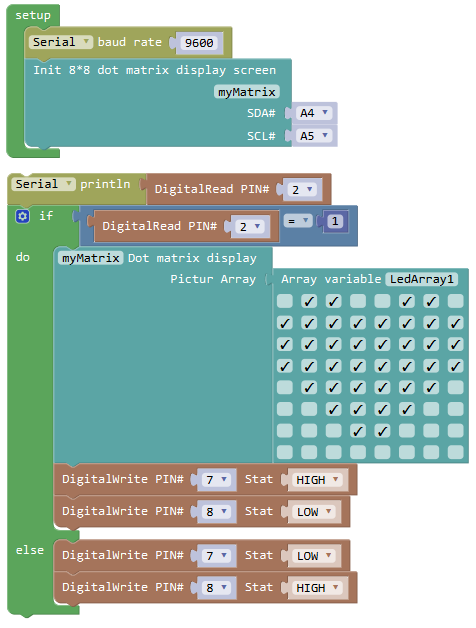 setup
Serial baud rate 9600
Init 8*8 dot matrix display screen
myMatrix
SDA# A4
SCL# A5
Serial println DigitalRead PIN# 2
if DigitalRead PIN# 2 = 1
do myMatrix Dot matrix display
Pictur Array Array variable LedArray1
DigitalWrite PIN# 7 Stat HIGH
DigitalWrite PIN# 8 Stat LOW
else DigitalWrite PIN# 7 Stat LOW
DigitalWrite PIN# 8 Stat HIGH